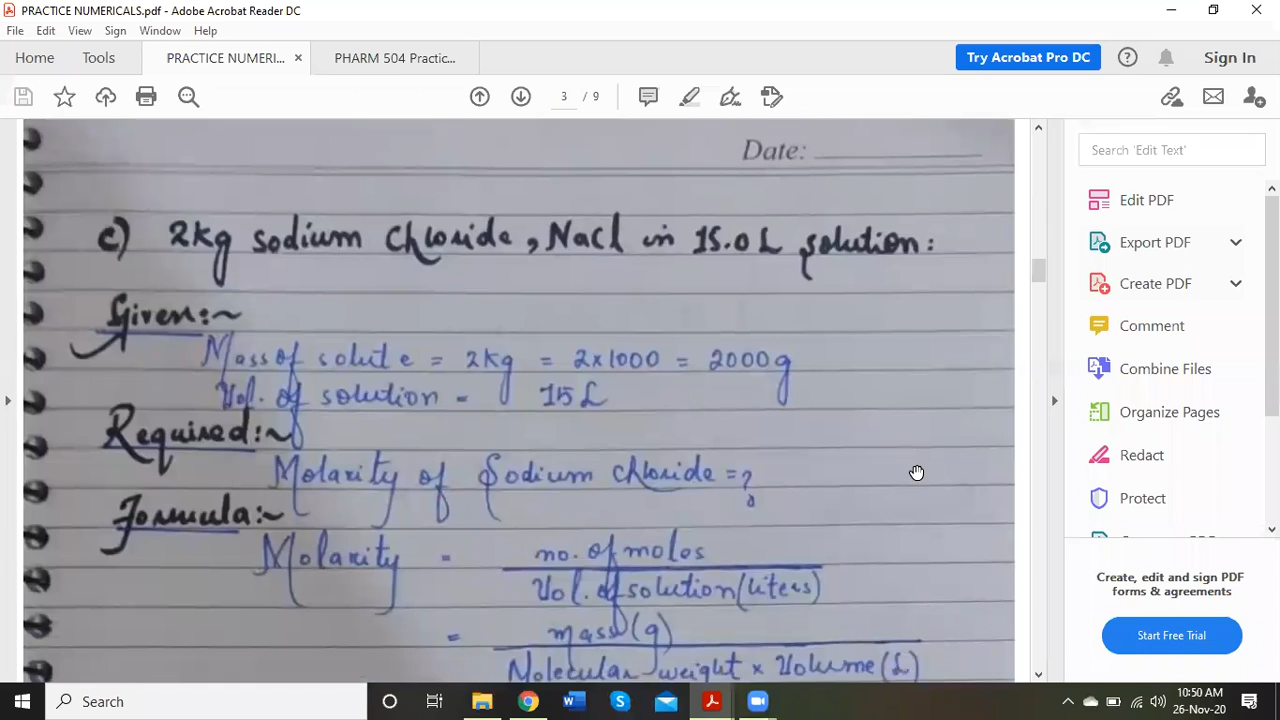 PRACTICE NUMERICALS.pdf - Adobe Acrobat Reader DC
File Edit View Sign Window Help
Home Tools PRACTICE NUMERI... × PHARM 504 Practic... Try Acrobat Pro DC Sign In
3 / 9
Date:
c) 2kg sodium chloride, NaCl in 15.0L solution:
Given:~
Mass of solute = 2kg = 2x1000 = 2000g
Vol. of solution = 15L
Required:~
Molarity of Sodium chloride = ?
Formula:~
Molarity = no. of moles
Vol. of solution (liters)
= mass (g)
Molecular weight × Volume (L)
Search 'Edit Text'
Edit PDF
Export PDF
Create PDF
Comment
Combine Files
Organize Pages
Redact
Protect
Create, edit and sign PDF
forms & agreements
Start Free Trial
Search
10:50 AM
26-Nov-20